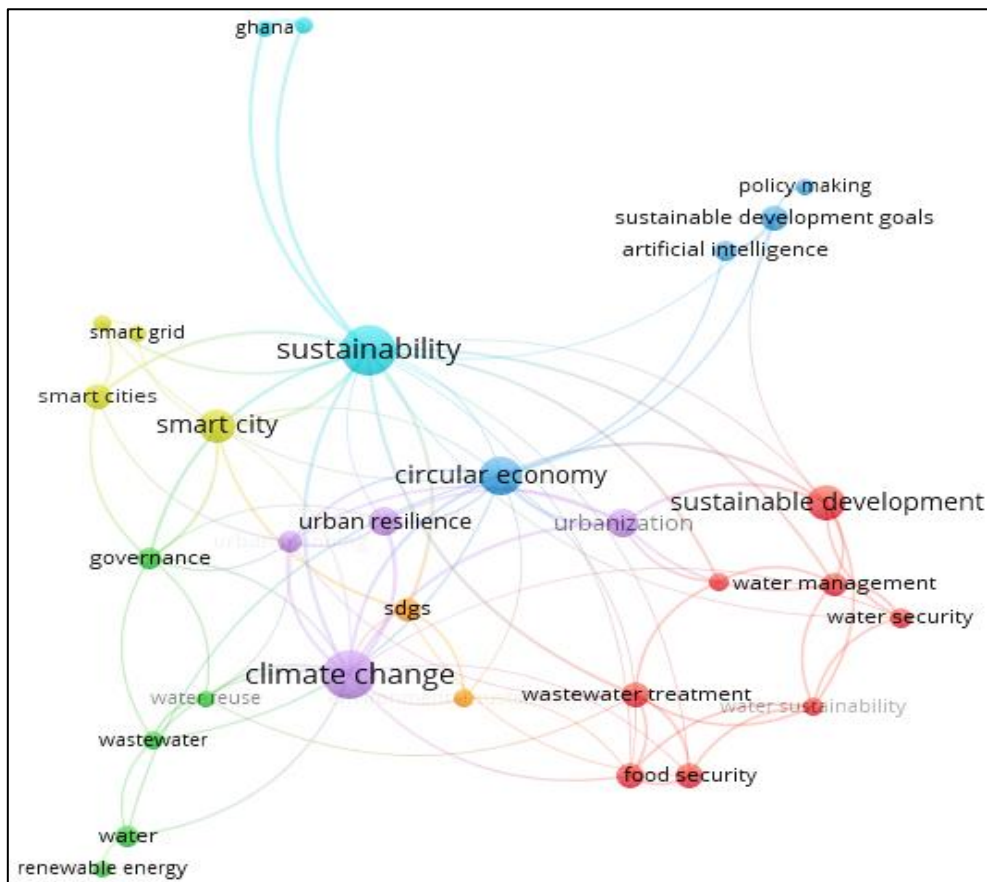 ghana
policy making
sustainable development goals
artificial intelligence
smart grid
sustainability
smart cities
smart city
circular economy
sustainable development
urban resilience
urbanization
governance
water management
sdgs
water security
climate change
wastewater treatment
water reuse
water sustainability
wastewater
food security
water
renewable energy